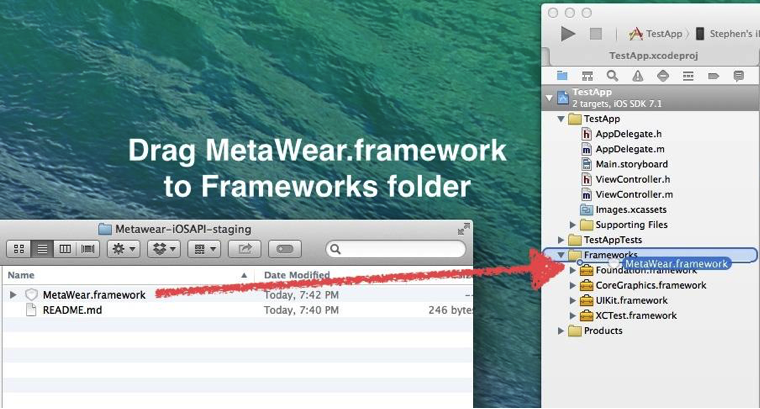 Drag MetaWear.framework
to Frameworks folder
Metawear-iOSAPI-staging
Name
Date Modified
MetaWear.framework
Today, 7:42 PM
--
README.md
Today, 7:40 PM
246 bytes
TestApp
Stephen's
TestApp.xcodeproj
TestApp
2 targets, iOS SDK 7.1
TestApp
AppDelegate.h
AppDelegate.m
Main.storyboard
ViewController.h
ViewController.m
Images.xcassets
Supporting Files
TestAppTests
Frameworks
MetaWear.framework
Foundation.framework
CoreGraphics.framework
UIKit.framework
XCTest.framework
Products